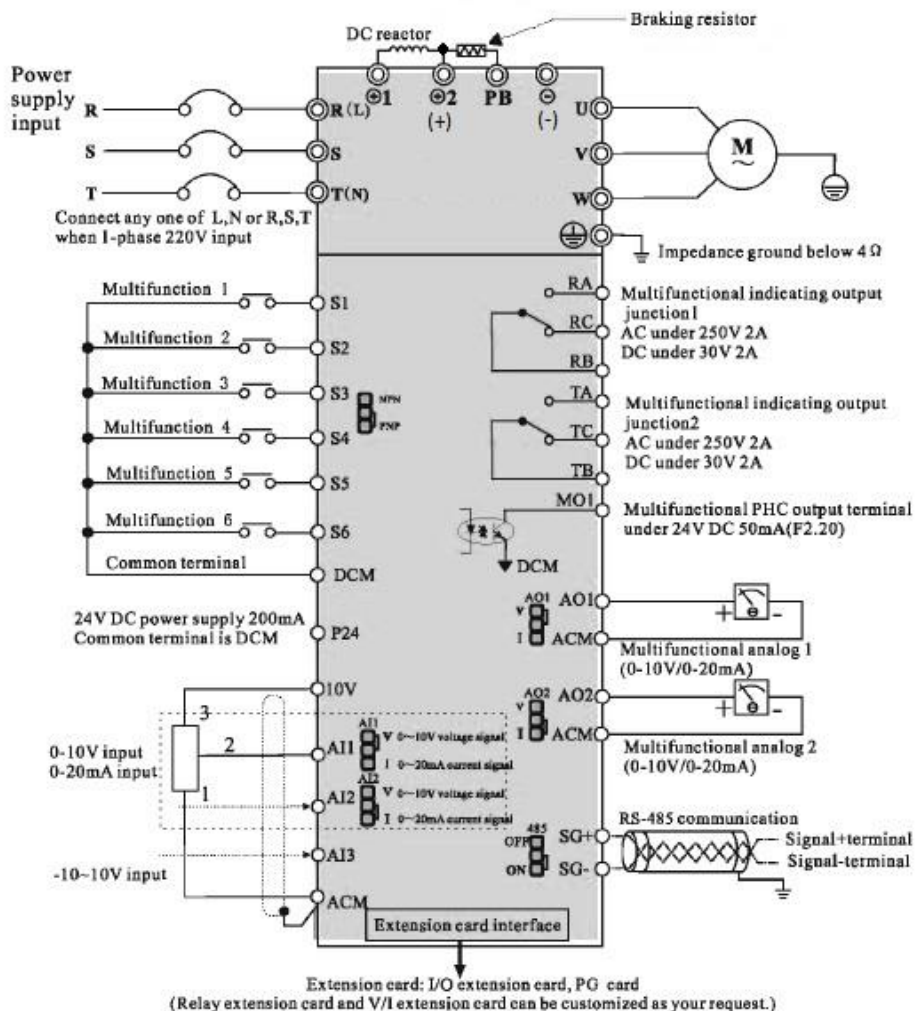 Braking resistor
DC reactor
Power
supply
input
R
S
T
R(L)
S
T(N)
⊕1
⊕2
(+)
PB
⊖
(-)
U
V
W
M
~
Connect any one of L,N or R,S,T
when 1-phase 220V input
Impedance ground below 4Ω
Multifunction 1
S1
Multifunction 2
S2
Multifunction 3
S3
Multifunction 4
S4
Multifunction 5
S5
Multifunction 6
S6
Common terminal
DCM
NPN
PNP
RA
RC
RB
Multifunctional indicating output
junction1
AC under 250V 2A
DC under 30V 2A
TA
TC
TB
Multifunctional indicating output
junction2
AC under 250V 2A
DC under 30V 2A
MO1
Multifunctional PHC output terminal
under 24V DC 50mA(F2.20)
DCM
24V DC power supply 200mA
Common terminal is DCM
P24
AO1
V
I
AO1
ACM
+ -
Multifunctional analog 1
(0-10V/0-20mA)
AO2
V
I
AO2
ACM
+ -
Multifunctional analog 2
(0-10V/0-20mA)
10V
3
2
1
0-10V input
0-20mA input
AI1
AI1
V 0~10V voltage signal
I 0~20mA current signal
AI2
AI2
V 0~10V voltage signal
I 0~20mA current signal
-10~10V input
AI3
ACM
485
OFF
ON
SG+
SG-
RS-485 communication
Signal+terminal
Signal-terminal
Extension card interface
Extension card: I/O extension card, PG card
(Relay extension card and V/I extension card can be customized as your request.)